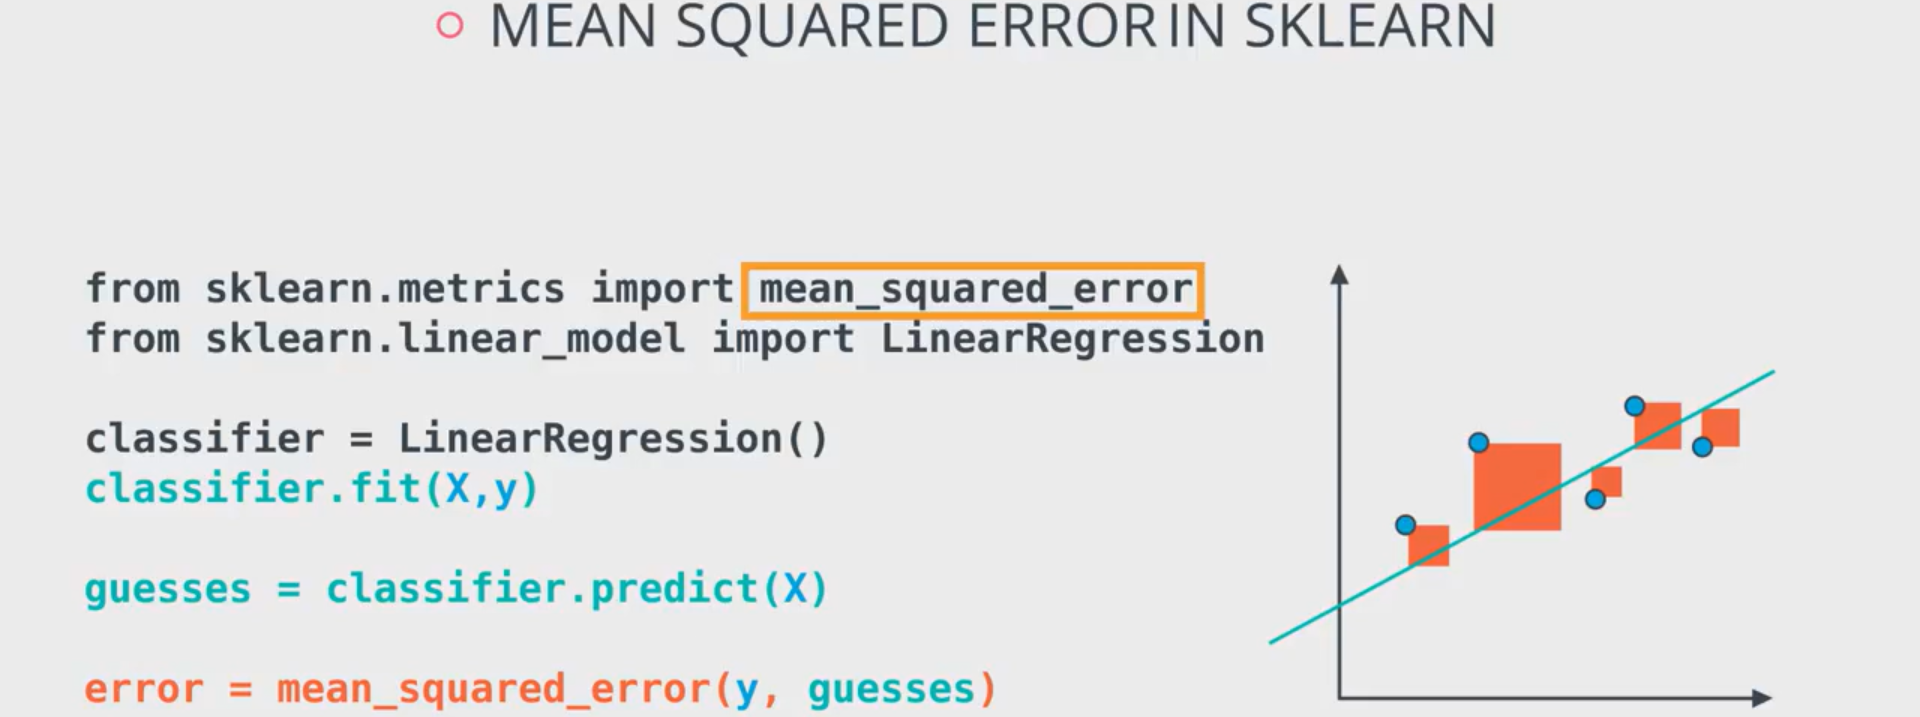 MEAN SQUARED ERROR IN SKLEARN
from sklearn.metrics import mean_squared_error
from sklearn.linear_model import LinearRegression
classifier = LinearRegression()
classifier.fit(X,y)
guesses = classifier.predict(X)
error = mean_squared_error(y, guesses)